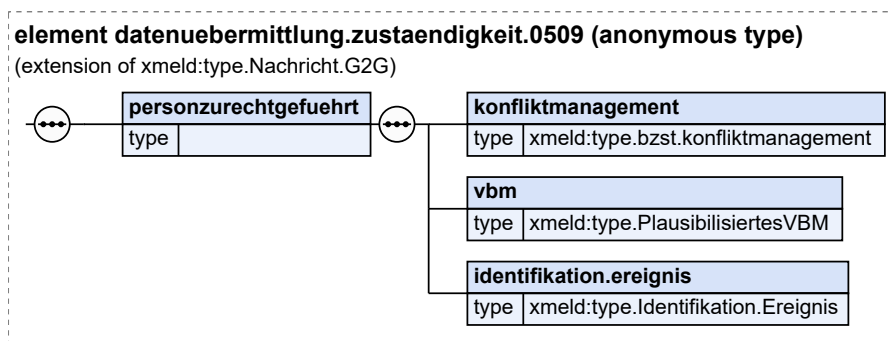 element datenuebermittlung.zustaendigkeit.0509 (anonymous type)
(extension of xmeld:type.Nachricht.G2G)
personzurechtgefuehrt
type
konfliktmanagement
type xmeld:type.bzst.konfliktmanagement
vbm
type xmeld:type.PlausibilisiertesVBM
identifikation.ereignis
type xmeld:type.Identifikation.Ereignis